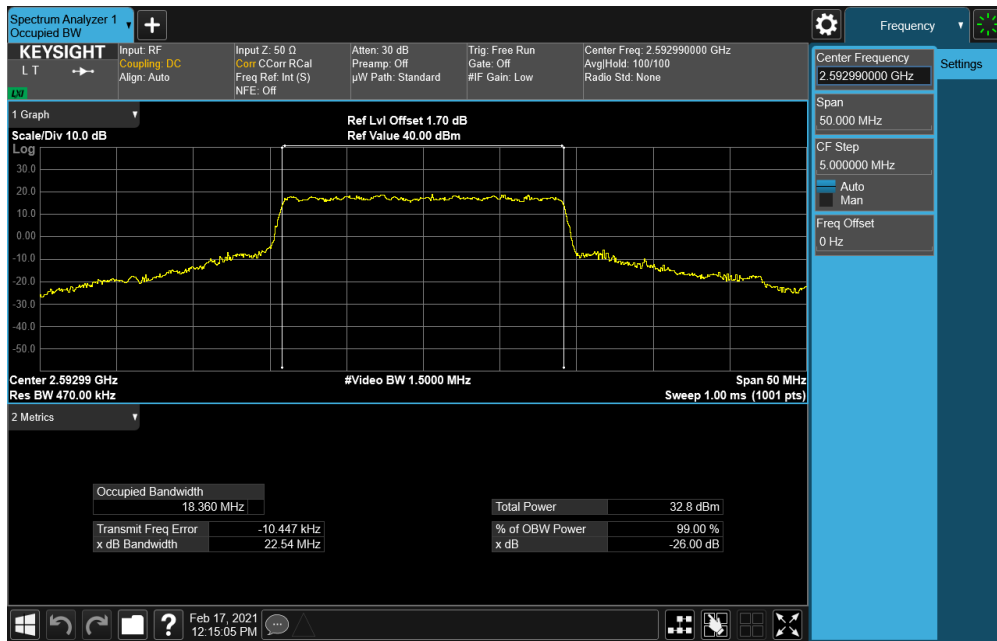 Spectrum Analyzer 1
Occupied BW
Frequency
KEYSIGHT
L T
LXI
Input: RF
Coupling: DC
Align: Auto
Input Z: 50 Ω
Corr CCorr RCal
Freq Ref: Int (S)
NFE: Off
Atten: 30 dB
Preamp: Off
µW Path: Standard
Trig: Free Run
Gate: Off
#IF Gain: Low
Center Freq: 2.592990000 GHz
Avg|Hold: 100/100
Radio Std: None
Center Frequency
2.592990000 GHz
Settings
Span
50.000 MHz
CF Step
5.000000 MHz
Auto
Man
Freq Offset
0 Hz
1 Graph
Scale/Div 10.0 dB
Ref Lvl Offset 1.70 dB
Ref Value 40.00 dBm
Log
30.0
20.0
10.0
0.00
-10.0
-20.0
-30.0
-40.0
-50.0
Center 2.59299 GHz
#Video BW 1.5000 MHz
Span 50 MHz
Res BW 470.00 kHz
Sweep 1.00 ms (1001 pts)
2 Metrics
Occupied Bandwidth
18.360 MHz
Transmit Freq Error -10.447 kHz
x dB Bandwidth 22.54 MHz
Total Power 32.8 dBm
% of OBW Power 99.00 %
x dB -26.00 dB
?
Feb 17, 2021
12:15:05 PM